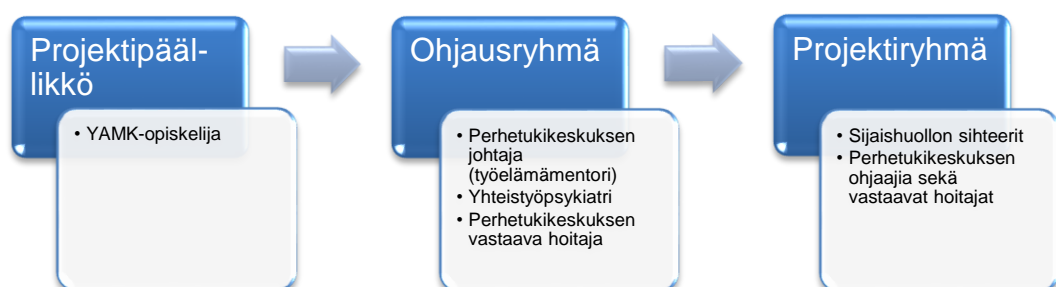 Projektipääl-
likkö
• YAMK-opiskelija
Ohjausryhmä
• Perhetukikeskuksen
johtaja
(työelämämentori)
• Yhteistyöpsykiatri
• Perhetukikeskuksen
vastaava hoitaja
Projektiryhmä
• Sijaishuollon sihteerit
• Perhetukikeskuksen
ohjaajia sekä
vastaavat hoitajat